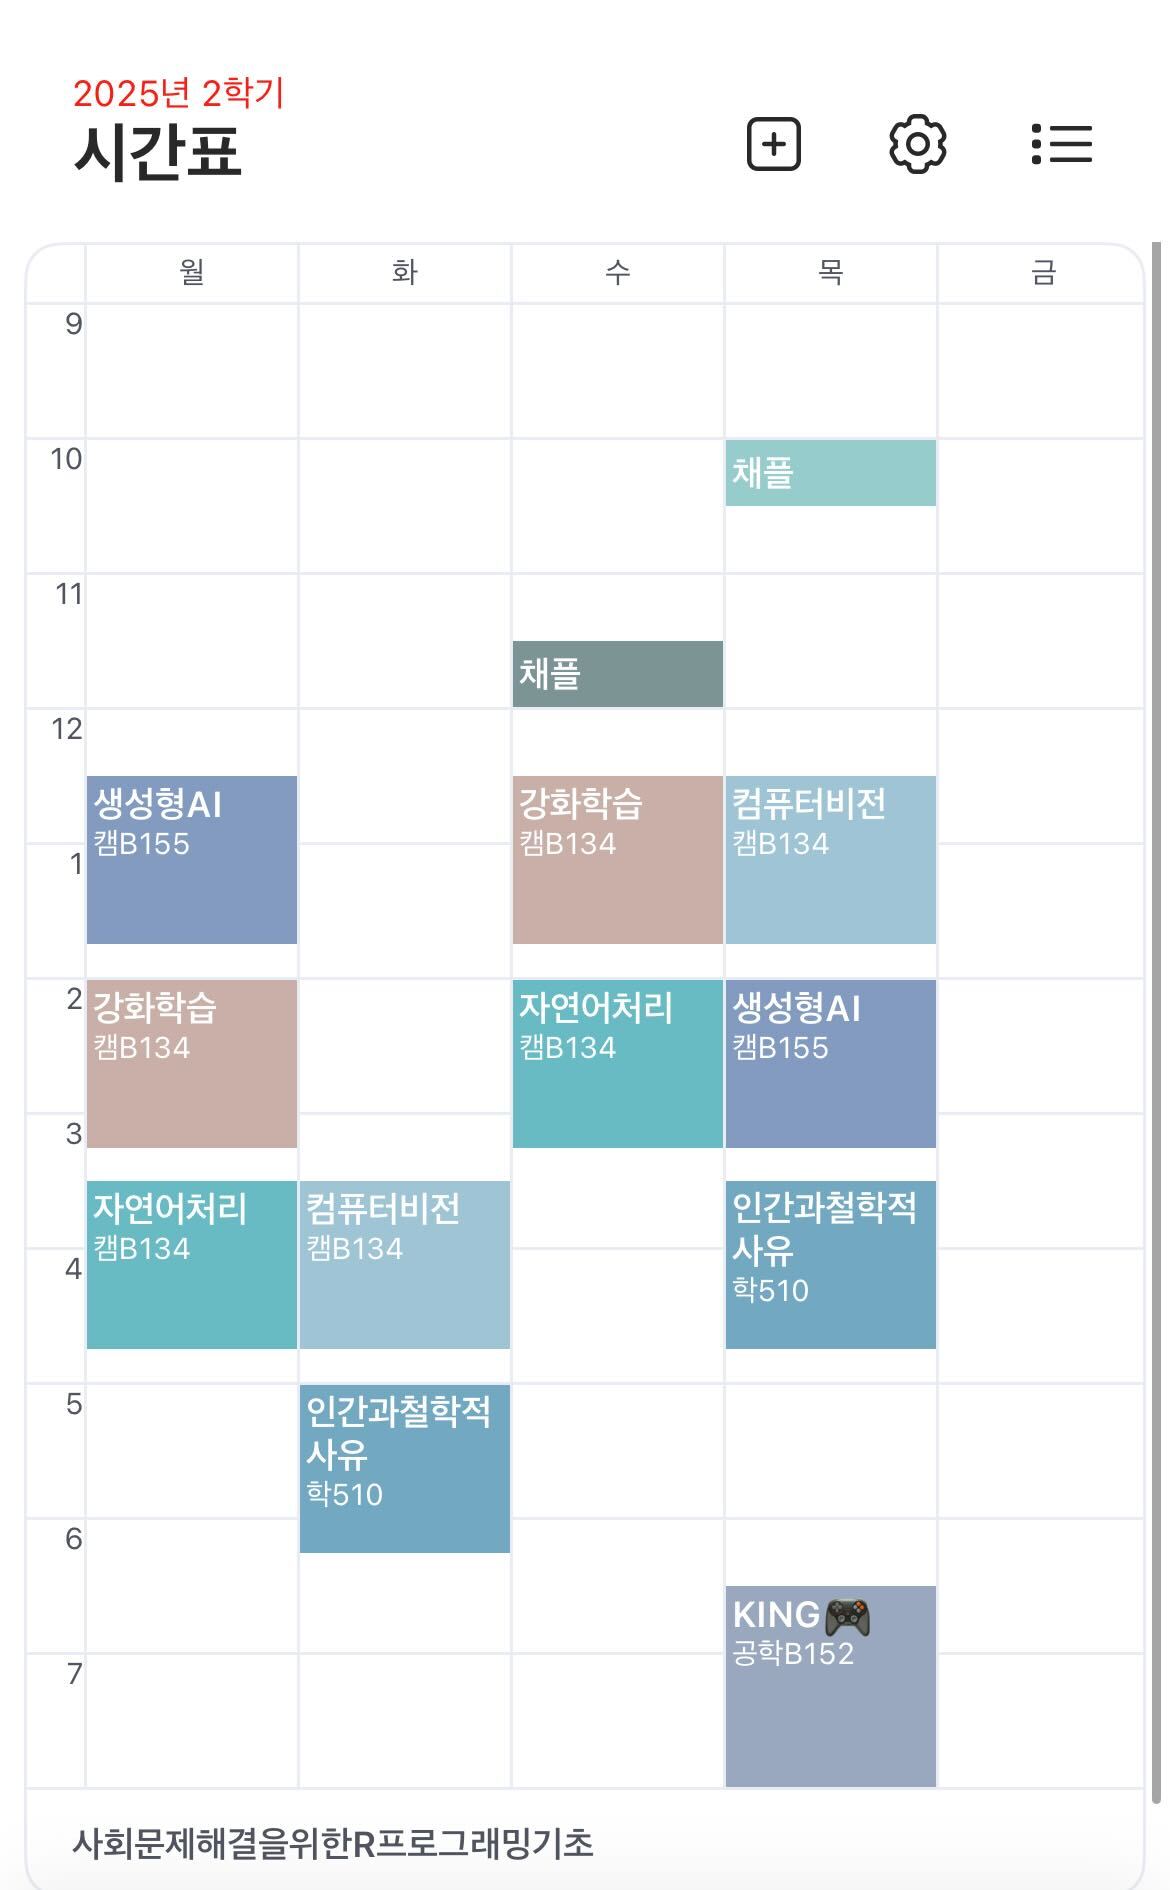 2025년 2학기
시간표
월 화 수 목 금
9
10
채플
11
채플
12
생성형AI
캠B155
강화학습
캠B134
컴퓨터비전
캠B134
1
2
강화학습
캠B134
자연어처리
캠B134
생성형AI
캠B155
3
자연어처리
캠B134
컴퓨터비전
캠B134
인간과철학적
사유
학510
4
5
인간과철학적
사유
학510
6
KING🎮
공학B152
7
사회문제해결을위한R프로그래밍기초